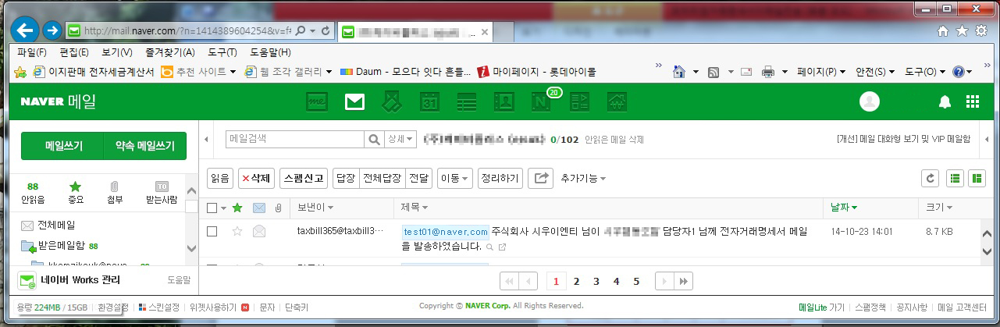 http://mail.naver.com/?n=1414389604254&v=f#
파일(F) 편집(E) 보기(V) 즐겨찾기(A) 도구(T) 도움말(H)
이지판매 전자세금계산서 추천 사이트 웹 조각 갤러리 Daum - 모으다 잇다 흔들... 마이페이지 - 롯데아이몰 페이지(P) 안전(S) 도구(O)
NAVER 메일 me 31 N 20
메일쓰기 약속 메일쓰기
메일검색 상세 0/102 안읽은 메일 삭제 [개선] 메일 대화형 보기 및 VIP 메일함
읽음 삭제 스팸신고 답장 전체답장 전달 이동 정리하기 추가기능
88 TO
안읽음 중요 첨부 받는사람
보낸이 제목 날짜 크기
전체메일
받은메일함 88
taxbill365@taxbill3··· test01@naver.com 주식회사 시우이엔티 님이 담당자1 님께 전자거래명세서 메일을 발송하였습니다. 14-10-23 14:01 8.7 KB
네이버 Works 관리 도움말
1 2 3 4 5
용량 224MB / 15GB 환경설정 스킨설정 위젯사용하기 N 문자 단축키
Copyright © NAVER Corp. All Rights Reserved.
메일Lite 가기 스팸정책 공지사항 메일 고객센터